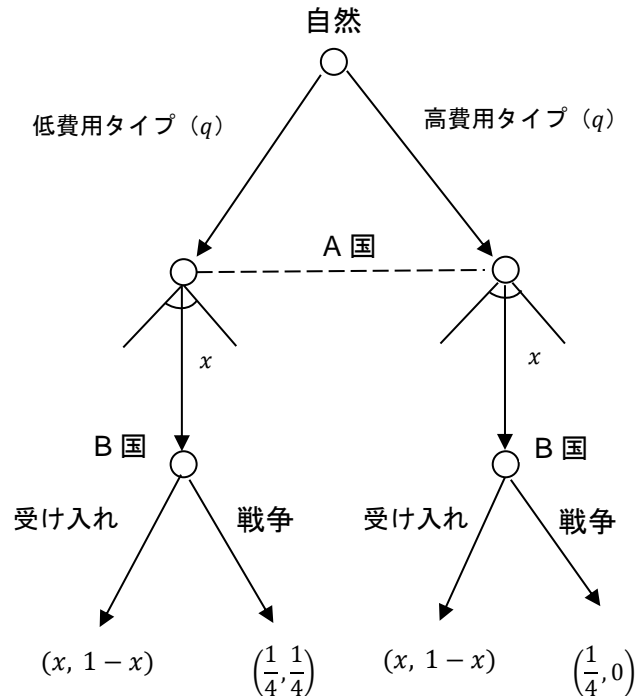 自然
低費用タイプ（q）
高費用タイプ（q）
A 国
x
x
B 国
B 国
受け入れ
戦争
受け入れ
戦争
(x, 1 − x)
(1/4, 1/4)
(x, 1 − x)
(1/4, 0)